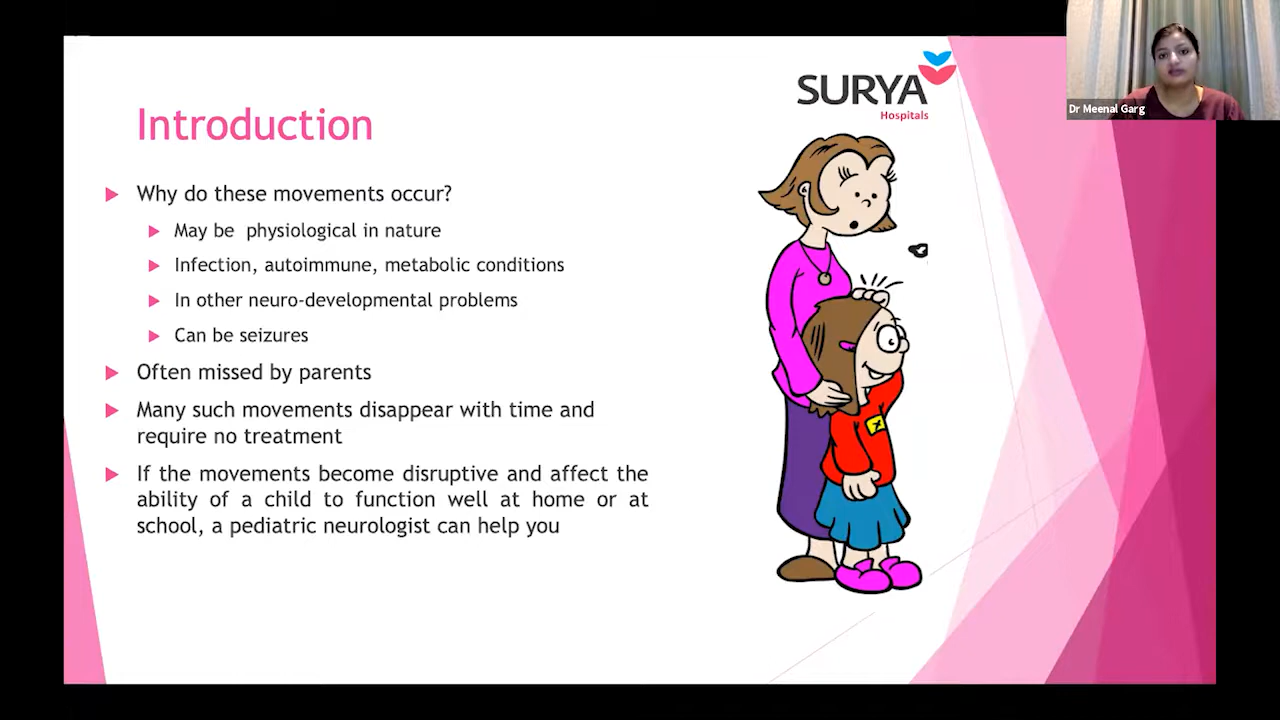 SURYA
Hospitals
Dr Meenal Garg
Introduction
Why do these movements occur?
May be physiological in nature
Infection, autoimmune, metabolic conditions
In other neuro-developmental problems
Can be seizures
Often missed by parents
Many such movements disappear with time and
require no treatment
If the movements become disruptive and affect the
ability of a child to function well at home or at
school, a pediatric neurologist can help you